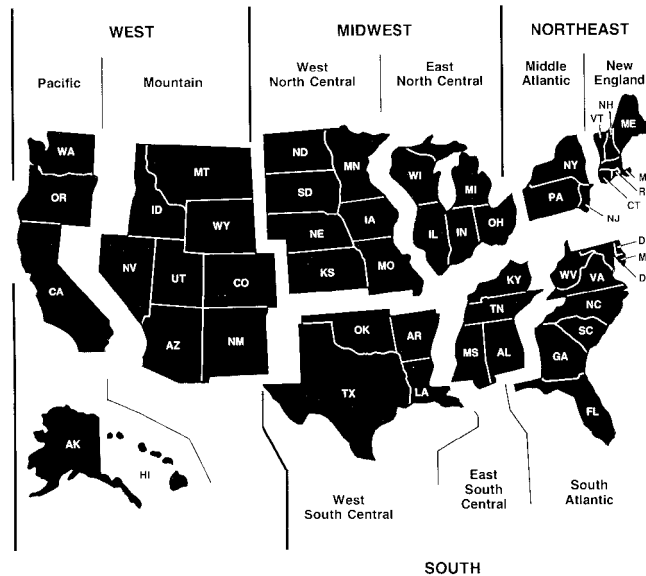 WEST
MIDWEST
NORTHEAST
Pacific
Mountain
West
North Central
East
North Central
Middle
Atlantic
New
England
WA
OR
CA
NV
ID
MT
WY
UT
CO
AZ
NM
ND
SD
NE
KS
MN
IA
MO
WI
MI
IL
IN
OH
NY
PA
NJ
VT
NH
ME
M
R
CT
D
M
D
WV
VA
NC
SC
GA
FL
KY
TN
MS
AL
OK
AR
TX
LA
AK
HI
West
South Central
East
South
Central
South
Atlantic
SOUTH